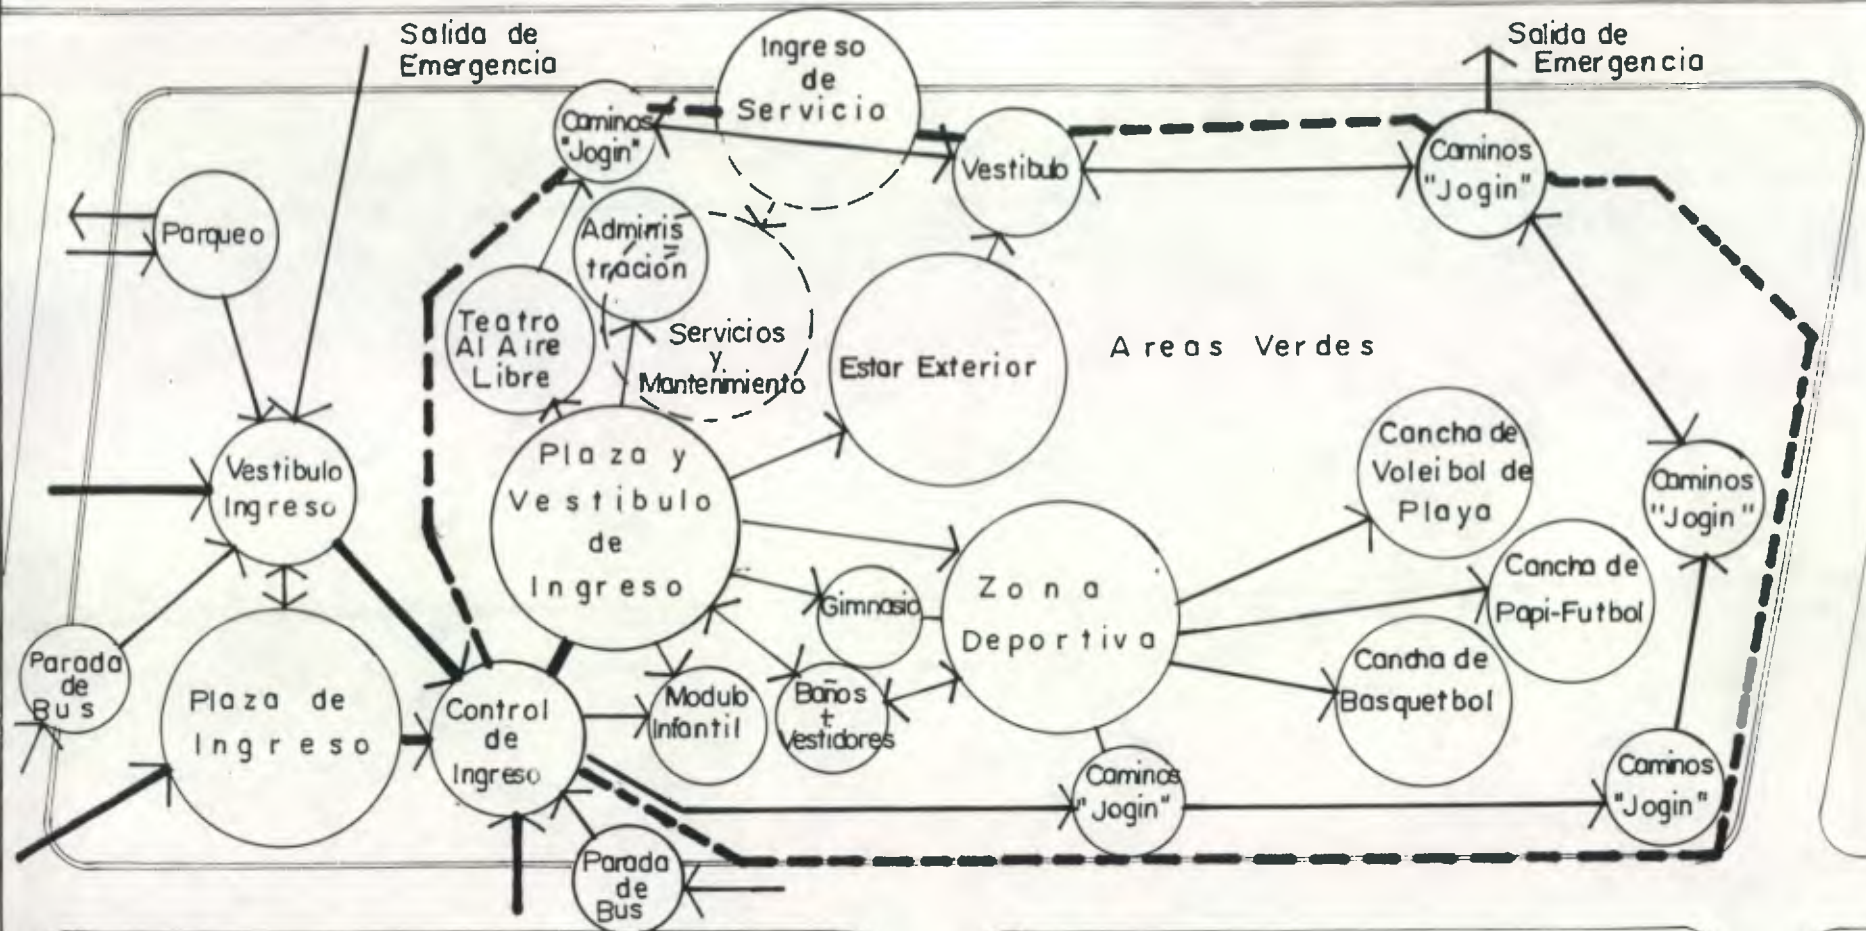 Salida de
Emergencia
Ingreso
de
Servicio
Salida de
Emergencia
Caminos
"Jogin"
Vestibulo
Caminos
"Jogin"
Parqueo
Adminis
tración
Teatro
Al Aire
Libre
Servicios
y
Mantenimiento
Estar Exterior
Areas Verdes
Vestibulo
Ingreso
Plaza y
Vestibulo
de
Ingreso
Cancha de
Voleibol de
Playa
Caminos
"Jogin"
Gimnasio
Zona
Deportiva
Cancha de
Papi-Futbol
Parada
de
Bus
Plaza de
Ingreso
Control
de
Ingreso
Modulo
Infantil
Baños
+
Vestidores
Cancha de
Basquetbol
Caminos
"Jogin"
Caminos
"Jogin"
Parada
de
Bus